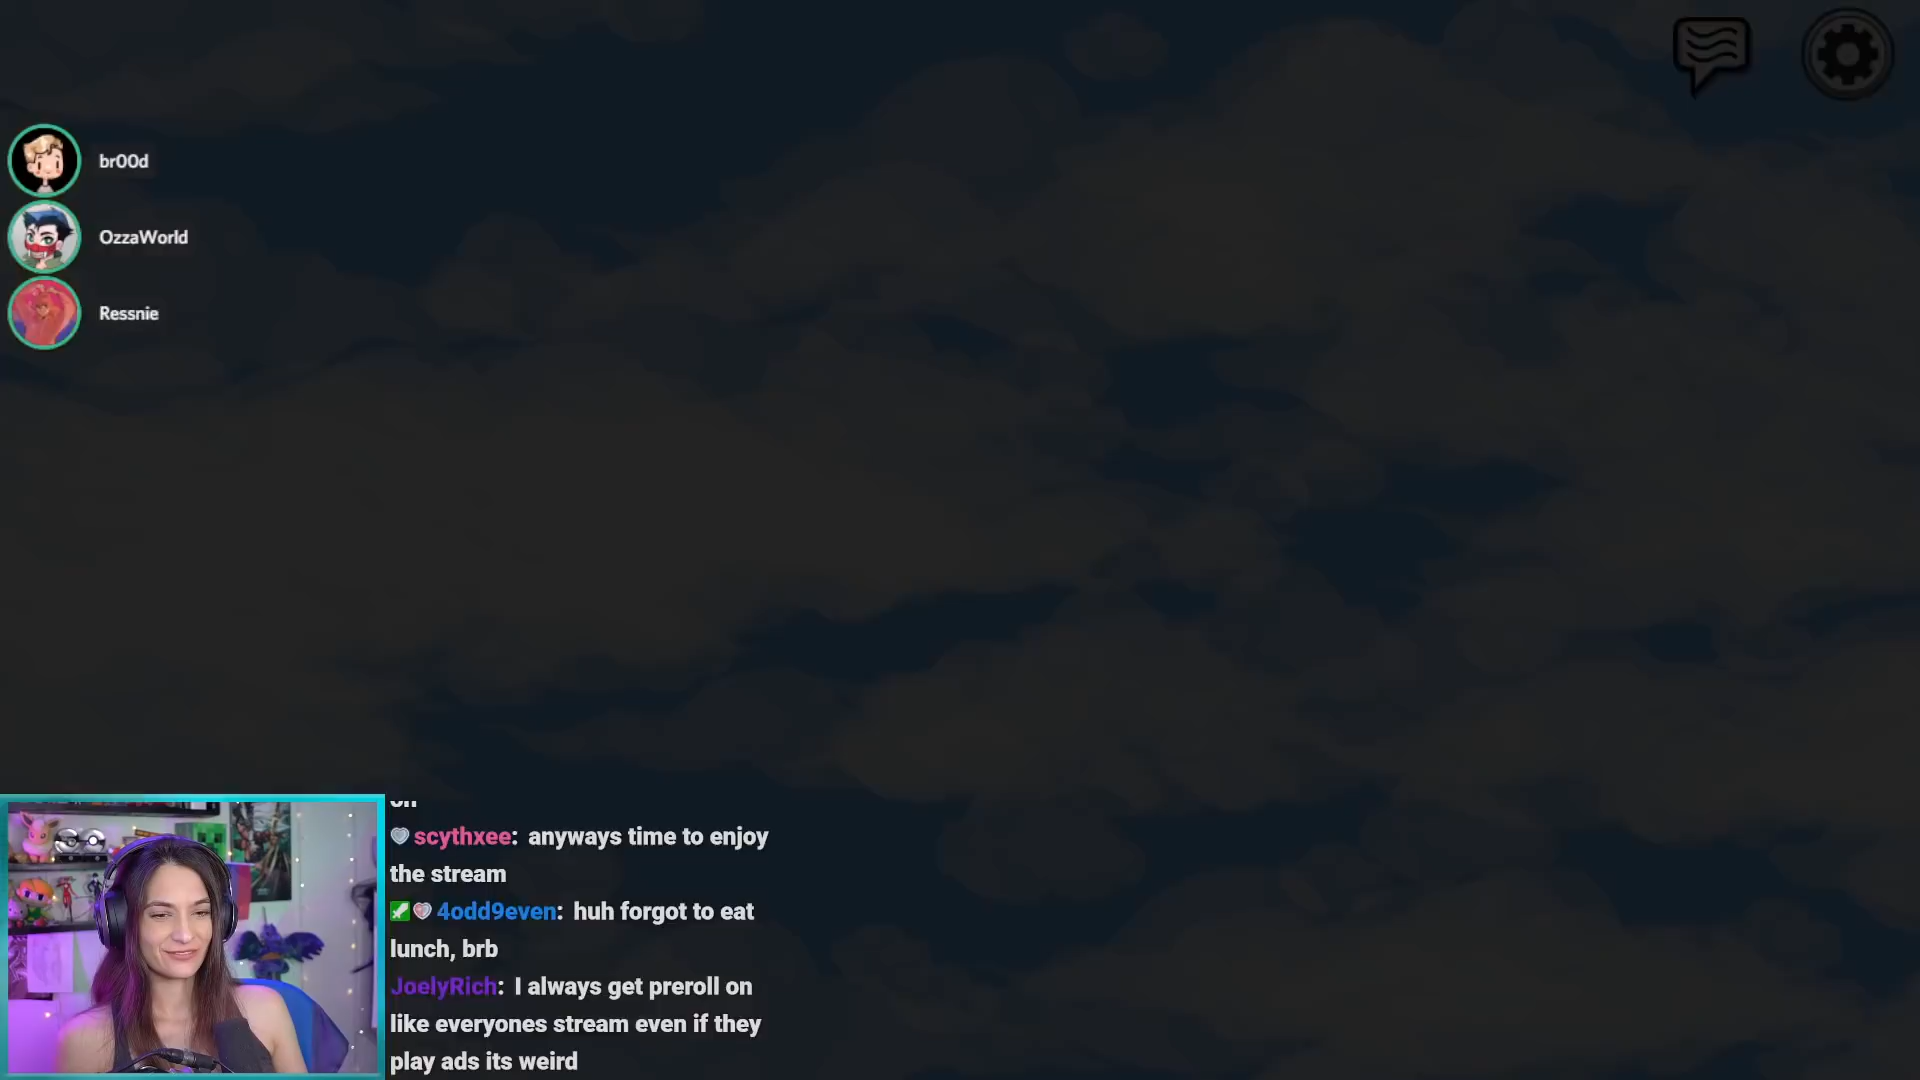 br00d
OzzaWorld
Ressnie
scythxee: anyways time to enjoy
the stream
4odd9even: huh forgot to eat
lunch, brb
JoelyRich: I always get preroll on
like everyones stream even if they
play ads its weird